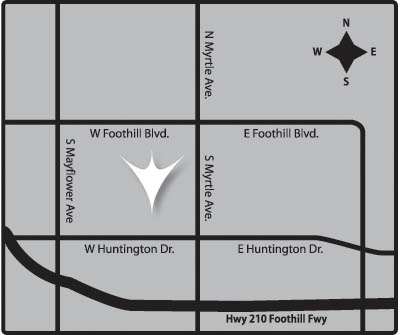 N
W E
S
N Myrtle Ave.
W Foothill Blvd.
E Foothill Blvd.
S Mayflower Ave
S Myrtle Ave.
W Huntington Dr.
E Huntington Dr.
Hwy 210 Foothill Fwy